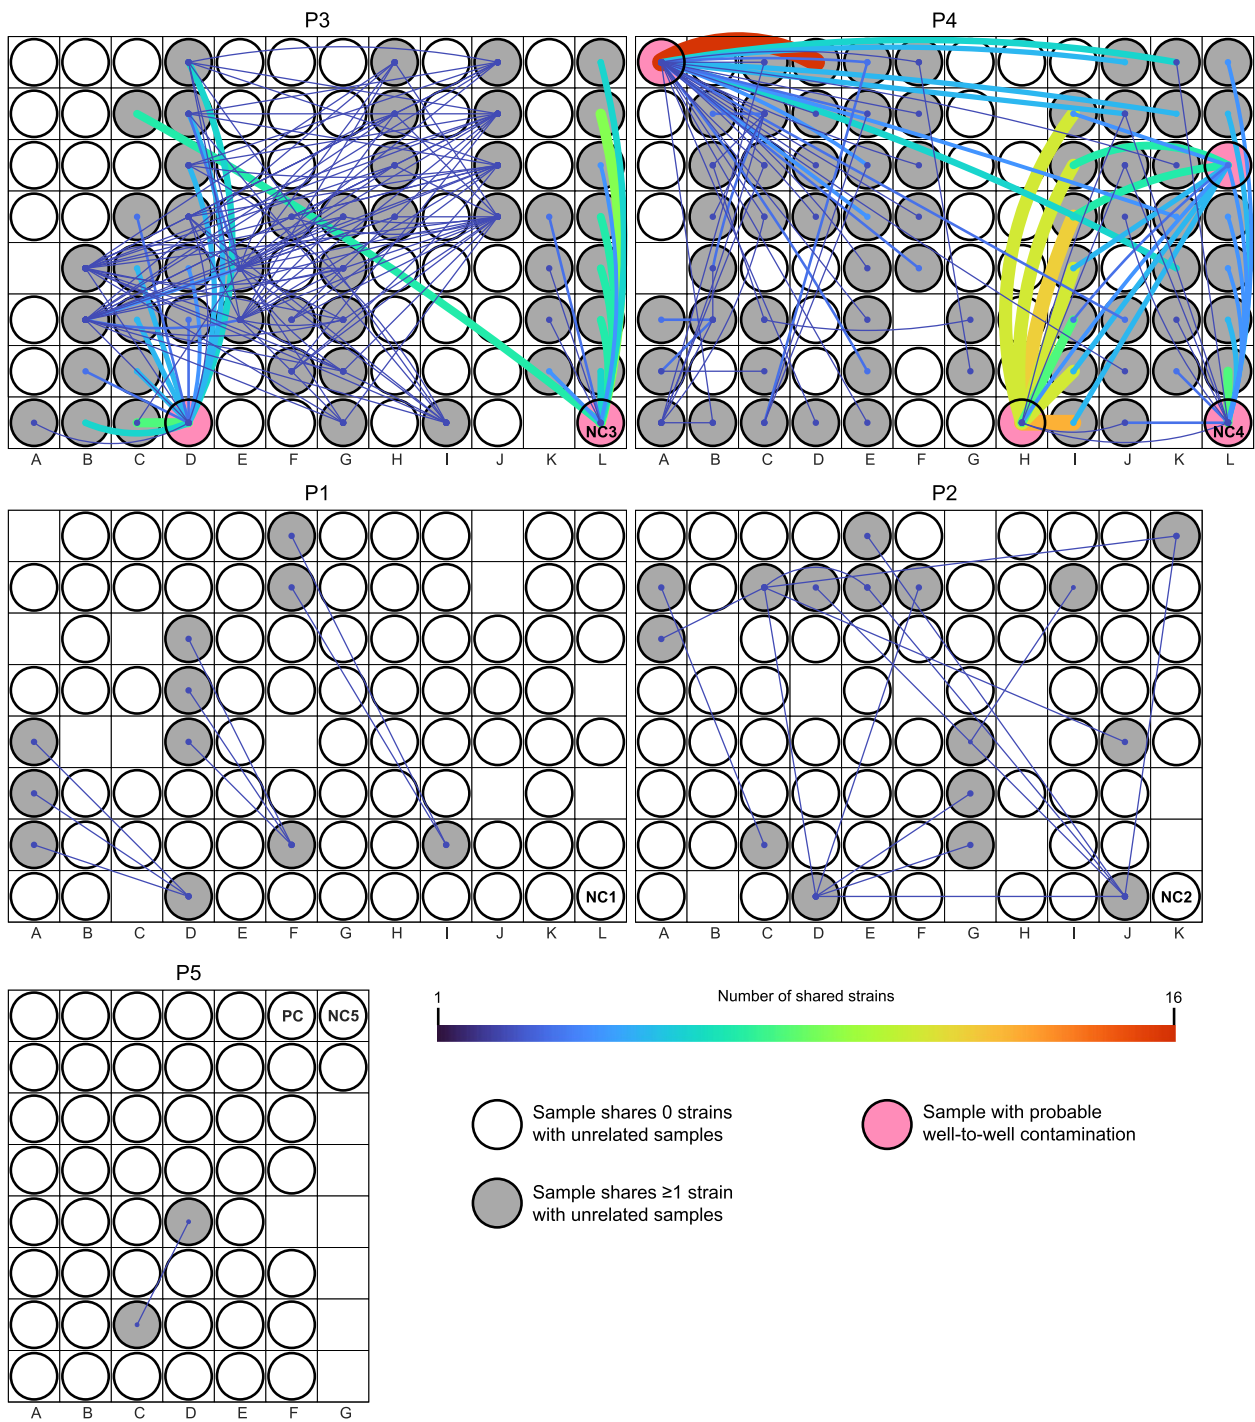 P3 P4
NC3 NC4
A B C D E F G H I J K L A B C D E F G H I J K L
P1 P2
NC1 NC2
A B C D E F G H I J K L A B C D E F G H I J K
P5
PC NC5
A B C D E F G
1 Number of shared strains 16
Sample shares 0 strains
with unrelated samples
Sample with probable
well-to-well contamination
Sample shares ≥1 strain
with unrelated samples